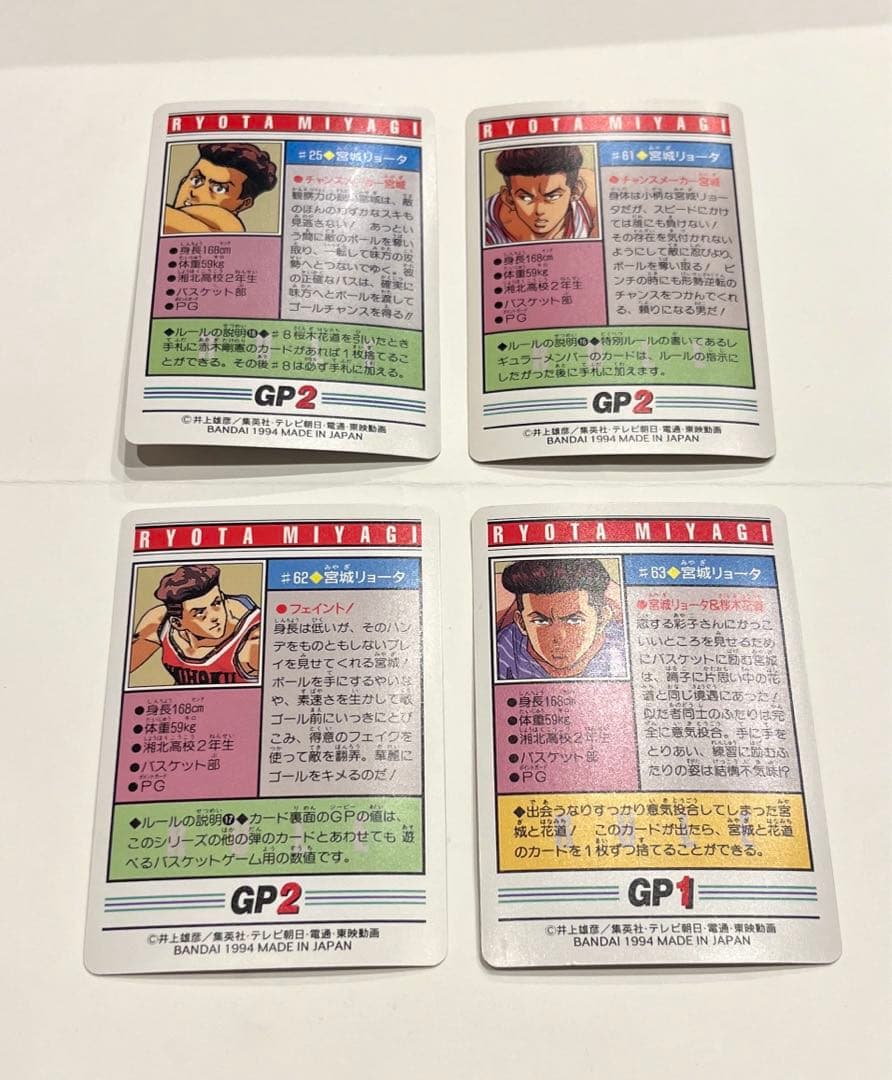 RYOTA MIYAGI
#25◆宮城リョータ
●チャンスメーカー宮城
観察力の鋭い宮城は、敵
のほんのわずかなスキも
見逃さない! あっとい
う間に敵のボールを奪い
取り、一転して味方の攻
勢へとつないでゆく。彼
の正確なパスは、確実に
味方へとボールを渡して
ゴールチャンスを得る!!
●身長168cm
●体重59kg
●湘北高校2年生
●バスケット部
●PG
◆ルールの説明⑱◆#8桜木花道を引いたとき
手札に赤木剛憲のカードがあれば1枚捨てるこ
とができる。その後#8は必ず手札に加える。
GP2
©井上雄彦/集英社・テレビ朝日・電通・東映動画
BANDAI 1994 MADE IN JAPAN
RYOTA MIYAGI
#61◆宮城リョータ
●チャンスメーカー宮城
身体は小柄な宮城リョー
タだが、スピードにかけ
ては誰にも負けない!
その存在を気付かれない
ようにして敵に忍びより、
ボールを奪い取る! ピ
ンチの時にも形勢逆転の
チャンスをつかんでくれ
る、頼りになる男だ!
●身長168cm
●体重59kg
●湘北高校2年生
●バスケット部
●PG
◆ルールの説明⑯◆特別ルールの書いてあるレ
ギュラーメンバーのカードは、ルールの指示に
したがった後に手札に加えます。
GP2
©井上雄彦/集英社・テレビ朝日・電通・東映動画
BANDAI 1994 MADE IN JAPAN
RYOTA MIYAGI
#62◆宮城リョータ
●フェイント!
身長は低いが、そのハン
デをものともしないプレ
イを見せてくれる宮城!
ボールを手にするやいな
や、素速さを生かして敵
ゴール前にいっきにとび
こみ、得意のフェイクを
使って敵を翻弄。華麗に
ゴールをキメるのだ!
●身長168cm
●体重59kg
●湘北高校2年生
●バスケット部
●PG
◆ルールの説明⑰◆カード裏面のGPの値は、
このシリーズの他の弾のカードとあわせても遊
べるバスケットゲーム用の数値です。
GP2
©井上雄彦/集英社・テレビ朝日・電通・東映動画
BANDAI 1994 MADE IN JAPAN
RYOTA MIYAGI
#63◆宮城リョータ
●宮城リョータ&桜木花道
恋する彩子さんにかっこ
いいところを見せるため
にバスケットに励む宮城
は、晴子に片思い中の花
道と同じ境遇にあった!
似た者同士のふたりは完
全に意気投合。手に手を
とりあい、練習に励むふ
たりの姿は結構不気味!?
●身長168cm
●体重59kg
●湘北高校2年生
●バスケット部
●PG
◆出会うなりすっかり意気投合してしまった宮
城と花道! このカードが出たら、宮城と花道
のカードを1枚ずつ捨てることができる。
GP1
©井上雄彦/集英社・テレビ朝日・電通・東映動画
BANDAI 1994 MADE IN JAPAN